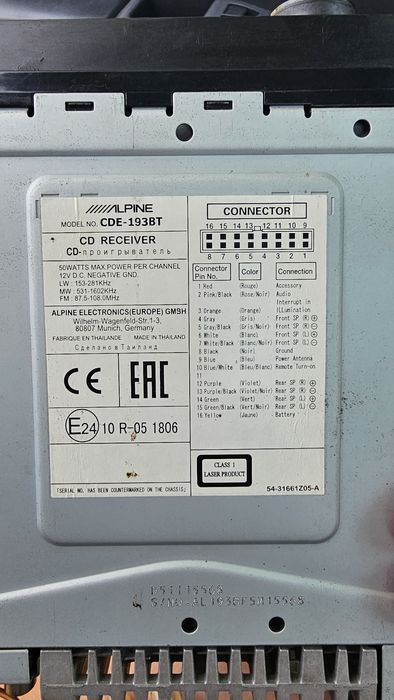 ALPINE
MODEL NO. CDE-193BT
CD RECEIVER
CD-проигрыватель
50WATTS MAX.POWER PER CHANNEL
12V D.C. NEGATIVE GND.
LW : 153-281KHz
MW : 531-1602KHz
FM : 87.5-108.0MHz
ALPINE ELECTRONICS(EUROPE) GMBH
Wilhelm-Wagenfeld-Str.1-3,
80807 Munich, Germany
FABRIQUE EN THAILANDE MADE IN THAILAND
Сделано в Таиланд
CE EAC
E24 10 R-05 1806
"SERIAL NO. HAS BEEN COUNTERMARKED ON THE CHASSIS"
CONNECTOR
16 15 14 13 12 11 10 9
8 7 6 5 4 3 2 1
Connector Pin No. Color Connection
1 Red (Rouge) Accessory
2 Pink/Black (Rose/Noir) Audio Interrupt in
3 Orange (Orange) ILLumination
4 Gray (Gris) Front SP (R) ⊕
5 Gray/Black (Gris/Noir) Front SP (R) ⊖
6 White (Blanc) Front SP (L) ⊕
7 White/Black (Blanc/Noir) Front SP (L) ⊖
8 Black (Noir) Ground
9 Blue (Bleu) Power Antenna
10 Blue/White (Bleu/Blanc) Remote Turn-on
11
12 Purple (Violet) Rear SP (R) ⊕
13 Purple/Black (Violet/Noir) Rear SP (R) ⊖
14 Green (Vert) Rear SP (L) ⊕
15 Green/Black (Vert/Noir) Rear SP (L) ⊖
16 Yellow (Jaune) Battery
CLASS 1
LASER PRODUCT
54-31661Z05-A